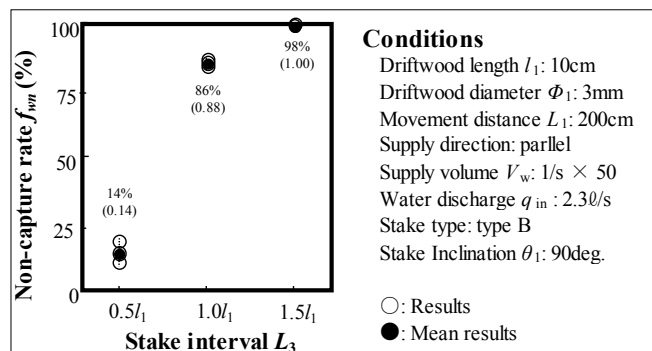 Non-capture rate fwn (%)
100
75
50
25
0
14%
(0.14)
86%
(0.88)
98%
(1.00)
0.5l1
1.0l1
1.5l1
Stake interval L3
Conditions
Driftwood length l1: 10cm
Driftwood diameter Φ1: 3mm
Movement distance L1: 200cm
Supply direction: parllel
Supply volume Vw: 1/s × 50
Water discharge q in : 2.3ℓ/s
Stake type: type B
Stake Inclination θ1: 90deg.
○: Results
●: Mean results